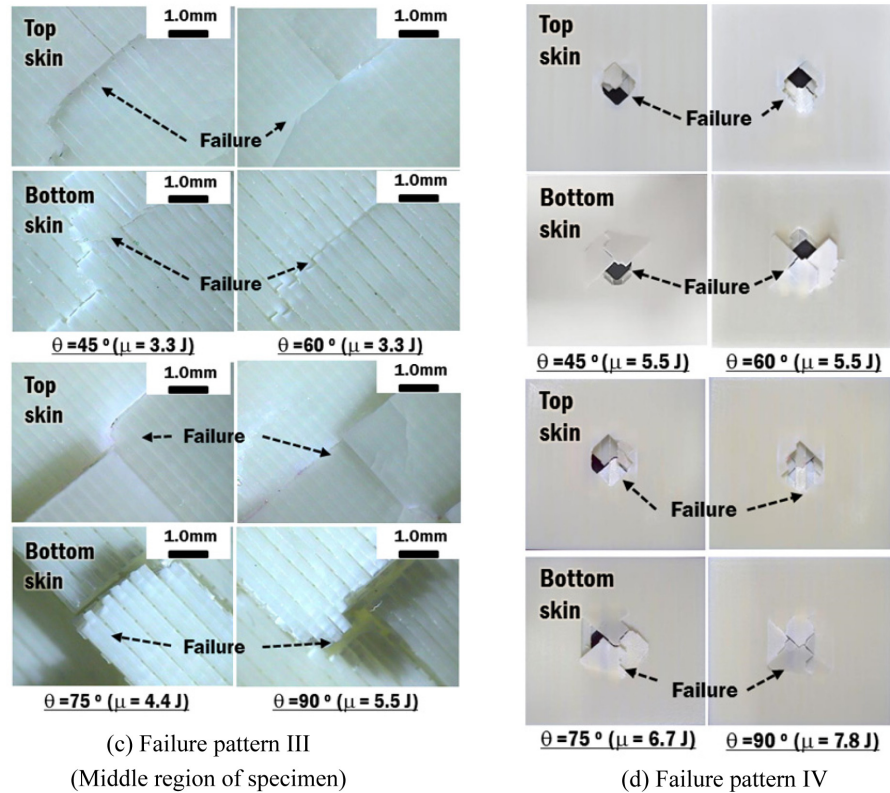 Top
skin
1.0mm
1.0mm
Failure
Bottom
skin
1.0mm
1.0mm
Failure
θ =45 º (μ = 3.3 J)
θ =60 º (μ = 3.3 J)
Top
skin
1.0mm
1.0mm
Failure
Bottom
skin
1.0mm
1.0mm
Failure
θ =75 º (μ = 4.4 J)
θ =90 º (μ = 5.5 J)
(c) Failure pattern III
(Middle region of specimen)
Top
skin
Failure
Bottom
skin
Failure
θ =45 º (μ = 5.5 J)
θ =60 º (μ = 5.5 J)
Top
skin
Failure
Bottom
skin
Failure
θ =75 º (μ = 6.7 J)
θ =90 º (μ = 7.8 J)
(d) Failure pattern IV